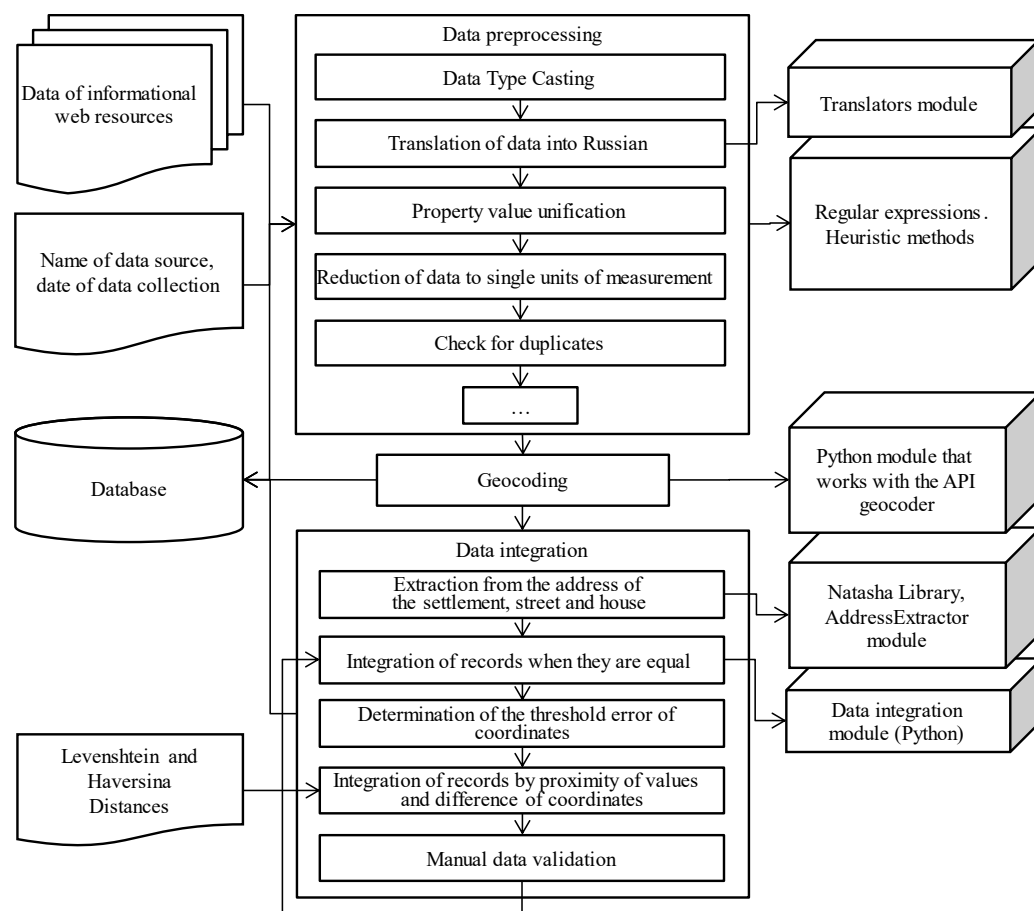 Data preprocessing
Data Type Casting
Translation of data into Russian
Property value unification
Reduction of data to single units of measurement
Check for duplicates
…
Data of informational
web resources
Name of data source,
date of data collection
Translators module
Regular expressions.
Heuristic methods
Database
Geocoding
Python module that
works with the API
geocoder
Data integration
Extraction from the address of
the settlement, street and house
Integration of records when they are equal
Determination of the threshold error of
coordinates
Integration of records by proximity of values
and difference of coordinates
Manual data validation
Natasha Library,
AddressExtractor
module
Data integration
module (Python)
Levenshtein and
Haversina
Distances